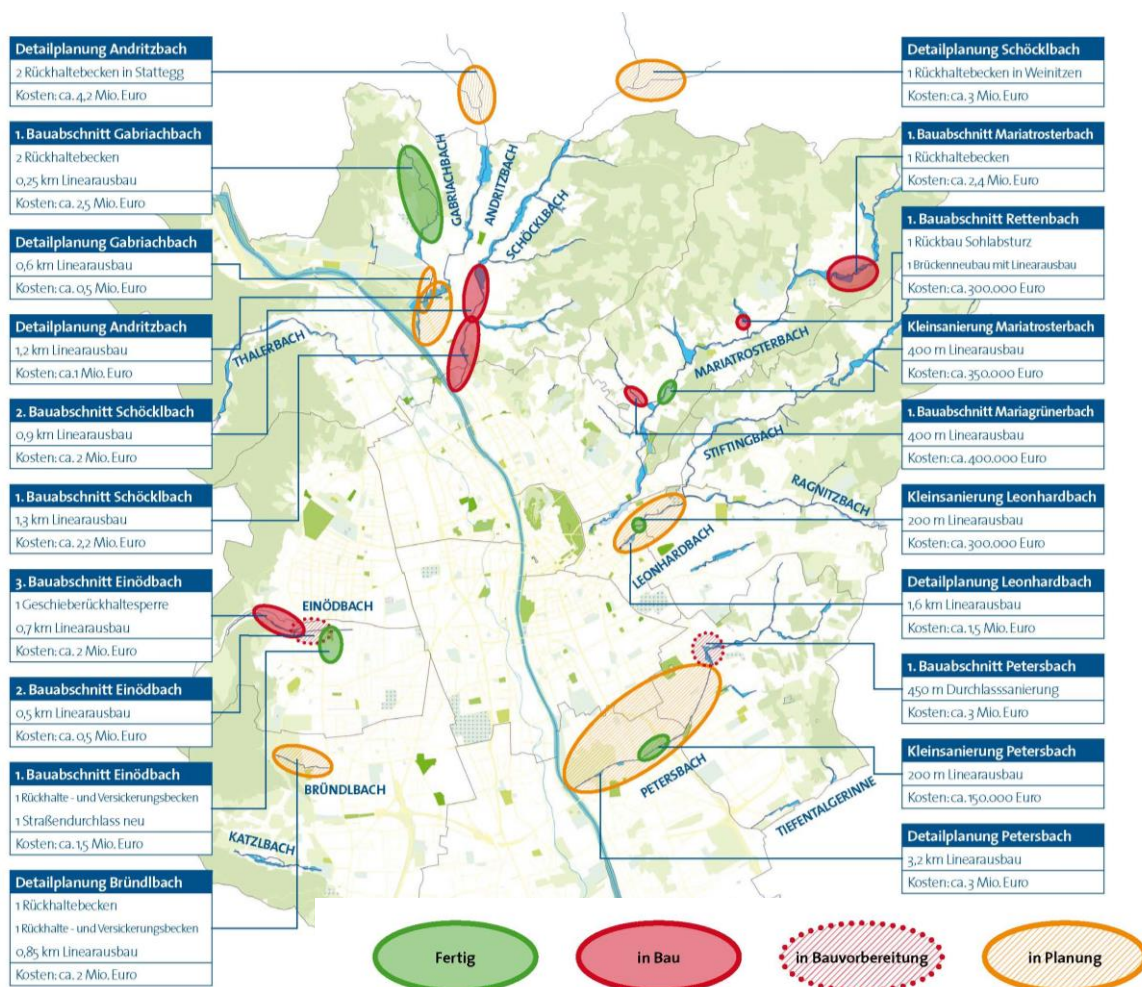 Detailplanung Andritzbach
2 Rückhaltebecken in Stattegg
Kosten: ca. 4,2 Mio. Euro
1. Bauabschnitt Gabriachbach
2 Rückhaltebecken
0,25 km Linearausbau
Kosten: ca. 2,5 Mio. Euro
Detailplanung Gabriachbach
0,6 km Linearausbau
Kosten: ca. 0,5 Mio. Euro
Detailplanung Andritzbach
1,2 km Linearausbau
Kosten: ca.1 Mio. Euro
2. Bauabschnitt Schöcklbach
0,9 km Linearausbau
Kosten: ca. 2 Mio. Euro
1. Bauabschnitt Schöcklbach
1,3 km Linearausbau
Kosten: ca. 2,2 Mio. Euro
3. Bauabschnitt Einödbach
1 Geschieberückhaltesperre
0,7 km Linearausbau
Kosten: ca. 2 Mio. Euro
2. Bauabschnitt Einödbach
0,5 km Linearausbau
Kosten: ca. 0,5 Mio. Euro
1. Bauabschnitt Einödbach
1 Rückhalte - und Versickerungsbecken
1 Straßendurchlass neu
Kosten: ca. 1,5 Mio. Euro
Detailplanung Bründlbach
1 Rückhaltebecken
1 Rückhalte - und Versickerungsbecken
0,85 km Linearausbau
Kosten: ca. 2 Mio. Euro
GABRIACHBACH
ANDRITZBACH
SCHÖCKLBACH
THALERBACH
MARIATROSTERBACH
STIFTINGBACH
RAGNITZBACH
LEONHARDBACH
EINÖDBACH
BRÜNDLBACH
PETERSBACH
TIEFENTALGERINNE
KATZLBACH
Detailplanung Schöcklbach
1 Rückhaltebecken in Weinitzen
Kosten: ca. 3 Mio. Euro
1. Bauabschnitt Mariatrosterbach
1 Rückhaltebecken
Kosten: ca. 2,4 Mio. Euro
1. Bauabschnitt Rettenbach
1 Rückbau Sohlabsturz
1 Brückenneubau mit Linearausbau
Kosten: ca. 300.000 Euro
Kleinsanierung Mariatrosterbach
400 m Linearausbau
Kosten: ca. 350.000 Euro
1. Bauabschnitt Mariagrünerbach
400 m Linearausbau
Kosten: ca. 400.000 Euro
Kleinsanierung Leonhardbach
200 m Linearausbau
Kosten: ca. 300.000 Euro
Detailplanung Leonhardbach
1,6 km Linearausbau
Kosten: ca. 1,5 Mio. Euro
1. Bauabschnitt Petersbach
450 m Durchlasssanierung
Kosten: ca. 3 Mio. Euro
Kleinsanierung Petersbach
200 m Linearausbau
Kosten: ca. 150.000 Euro
Detailplanung Petersbach
3,2 km Linearausbau
Kosten: ca. 3 Mio. Euro
Fertig
in Bau
in Bauvorbereitung
in Planung